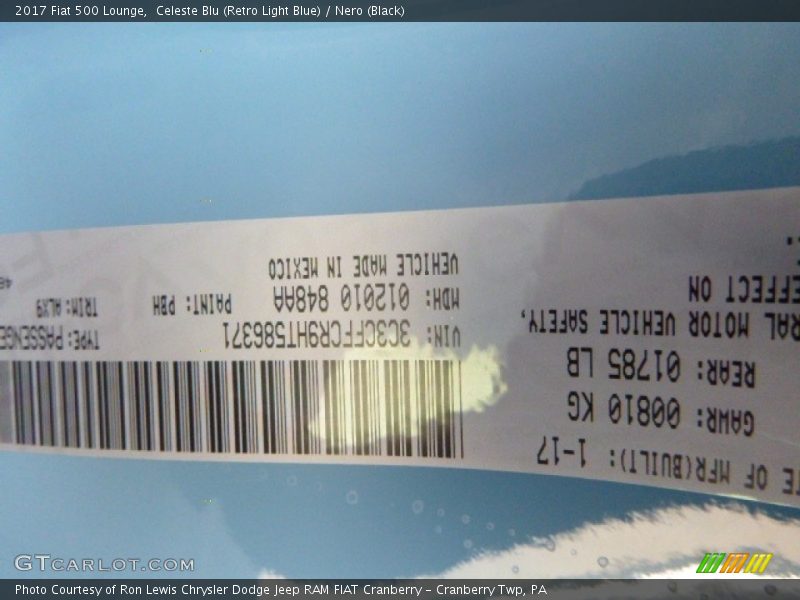 2017 Fiat 500 Lounge, Celeste Blu (Retro Light Blue) / Nero (Black)
TE OF MFR(BUILT): 1-17
GAWR: 00810 KG
REAR: 01785 LB
RAL MOTOR VEHICLE SAFETY,
EFFECT ON
VIN: 3C3CFFCR9HT586371
TYPE: PASSENGE
MDH: 012010 848AA
PAINT: PBH
TRIM: ALX9
VEHICLE MADE IN MEXICO
GTCARLOT.COM
Photo Courtesy of Ron Lewis Chrysler Dodge Jeep RAM FIAT Cranberry – Cranberry Twp, PA